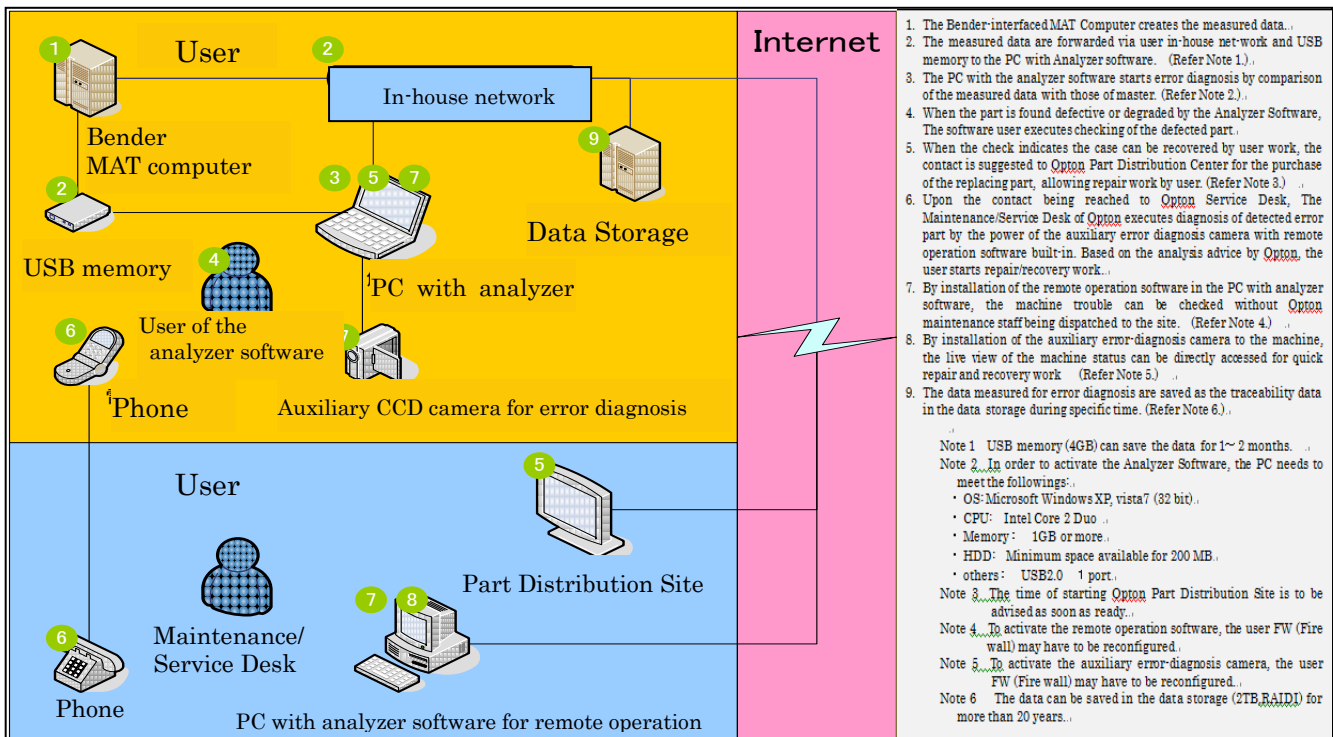 1
User
2
Internet
In-house network
Bender
MAT computer
9
2
3
5
7
Data Storage
USB memory
4
PC with analyzer
6
User of the
analyzer software
7
Phone
Auxiliary CCD camera for error diagnosis
User
5
Part Distribution Site
7
8
6
Maintenance/
Service Desk
Phone
PC with analyzer software for remote operation
1. The Bender-interfaced MAT Computer creates the measured data.
2. The measured data are forwarded via user in-house net-work and USB
memory to the PC with Analyzer software. (Refer Note 1.)
3. The PC with the analyzer software starts error diagnosis by comparison
of the measured data with those of master. (Refer Note 2.)
4. When the part is found defective or degraded by the Analyzer Software,
The software user executes checking of the defected part.
5. When the check indicates the case can be recovered by user work, the
contact is suggested to Opton Part Distribution Center for the purchase
of the replacing part, allowing repair work by user. (Refer Note 3.)
6. Upon the contact being reached to Opton Service Desk, The
Maintenance/Service Desk of Opton executes diagnosis of detected error
part by the power of the auxiliary error diagnosis camera with remote
operation software built-in. Based on the analysis advice by Opton, the
user starts repair/recovery work.
7. By installation of the remote operation software in the PC with analyzer
software, the machine trouble can be checked without Opton
maintenance staff being dispatched to the site. (Refer Note 4.)
8. By installation of the auxiliary error-diagnosis camera to the machine,
the live view of the machine status can be directly accessed for quick
repair and recovery work (Refer Note 5.)
9. The data measured for error diagnosis are saved as the traceability data
in the data storage during specific time. (Refer Note 6.)
Note 1 USB memory (4GB) can save the data for 1～2 months.
Note 2 In order to activate the Analyzer Software, the PC needs to
meet the followings:
・OS:Microsoft Windows XP, vista7 (32 bit)
・CPU: Intel Core 2 Duo
・Memory: 1GB or more
・HDD: Minimum space available for 200 MB
・others: USB2.0 1 port
Note 3 The time of starting Opton Part Distribution Site is to be
advised as soon as ready.
Note 4 To activate the remote operation software, the user FW (Fire
wall) may have to be reconfigured
Note 5 To activate the auxiliary error-diagnosis camera, the user
FW (Fire wall) may have to be reconfigured.
Note 6 The data can be saved in the data storage (2TB,RAIDI) for
more than 20 years.